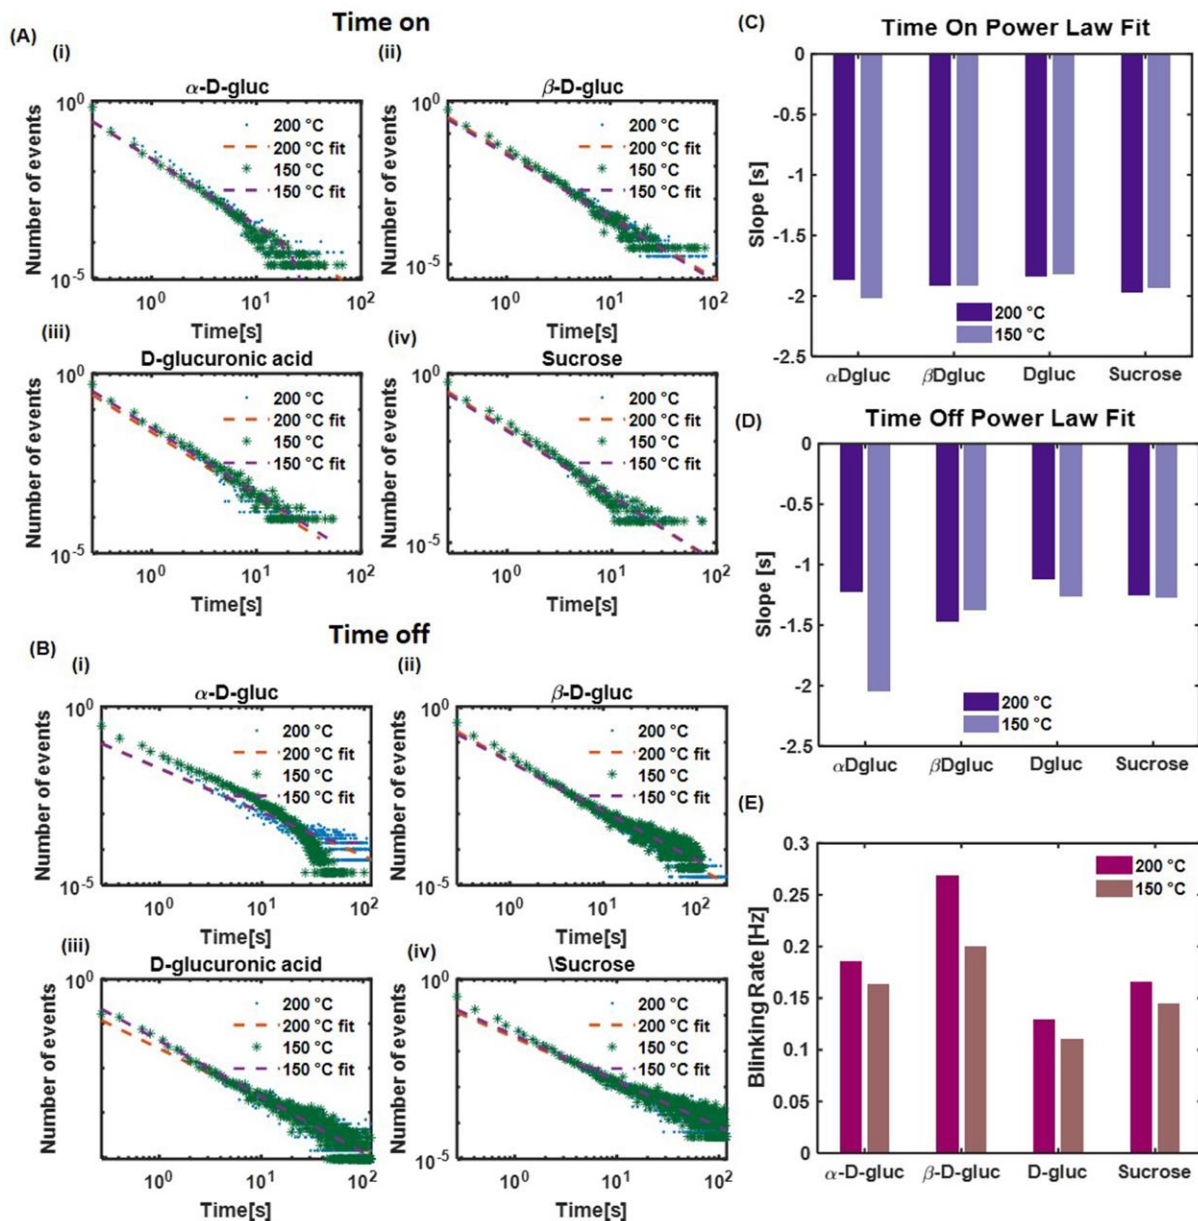 Time on
(A)
(i)
α-D-gluc
Number of events
10^0
10^-5
10^0
10^1
10^2
Time[s]
200 °C
200 °C fit
150 °C
150 °C fit
(ii)
β-D-gluc
Number of events
10^0
10^-5
10^0
10^1
10^2
Time[s]
200 °C
200 °C fit
150 °C
150 °C fit
(iii)
D-glucuronic acid
Number of events
10^0
10^-5
10^0
10^1
10^2
Time[s]
200 °C
200 °C fit
150 °C
150 °C fit
(iv)
Sucrose
Number of events
10^0
10^-5
10^0
10^1
10^2
Time[s]
200 °C
200 °C fit
150 °C
150 °C fit
Time off
(B)
(i)
α-D-gluc
Number of events
10^0
10^-5
10^0
10^1
10^2
Time[s]
200 °C
200 °C fit
150 °C
150 °C fit
(ii)
β-D-gluc
Number of events
10^0
10^-5
10^0
10^1
10^2
Time[s]
200 °C
200 °C fit
150 °C
150 °C fit
(iii)
D-glucuronic acid
Number of events
10^0
10^0
10^1
10^2
Time[s]
200 °C
200 °C fit
150 °C
150 °C fit
(iv)
\Sucrose
Number of events
10^0
10^-5
10^0
10^1
10^2
Time[s]
200 °C
200 °C fit
150 °C
150 °C fit
(C)
Time On Power Law Fit
Slope [s]
0
-0.5
-1
-1.5
-2
-2.5
200 °C
150 °C
αDgluc
βDgluc
Dgluc
Sucrose
(D)
Time Off Power Law Fit
Slope [s]
0
-0.5
-1
-1.5
-2
-2.5
200 °C
150 °C
αDgluc
βDgluc
Dgluc
Sucrose
(E)
Blinking Rate[Hz]
0.3
0.25
0.2
0.15
0.1
0.05
0
200 °C
150 °C
α-D-gluc
β-D-gluc
D-gluc
Sucrose